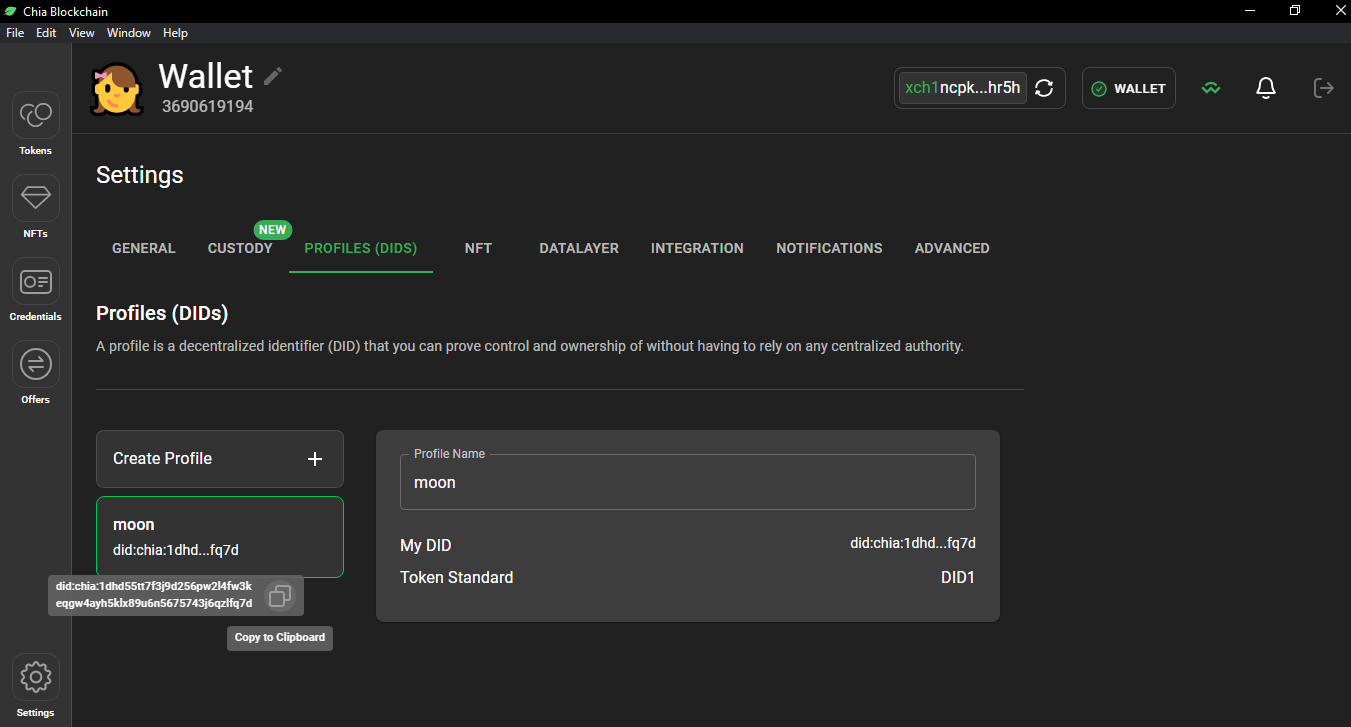 Chia Blockchain
File Edit View Window Help
Wallet
3690619194
xch1ncpk...hr5h
WALLET
Tokens
NFTs
Credentials
Offers
Settings
Settings
NEW
GENERAL CUSTODY PROFILES (DIDS) NFT DATALAYER INTEGRATION NOTIFICATIONS ADVANCED
Profiles (DIDs)
A profile is a decentralized identifier (DID) that you can prove control and ownership of without having to rely on any centralized authority.
Create Profile
moon
did:chia:1dhd...fq7d
did:chia:1dhd55tt7f3j9d256pw2l4fw3k
eqgw4ayh5klx89u6n5675743j6qzlfq7d
Copy to Clipboard
Profile Name
moon
My DID did:chia:1dhd...fq7d
Token Standard DID1